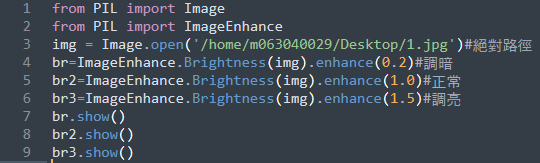 1 from PIL import Image
2 from PIL import ImageEnhance
3 img = Image.open('/home/m063040029/Desktop/1.jpg')#絕對路徑
4 br=ImageEnhance.Brightness(img).enhance(0.2)#調暗
5 br2=ImageEnhance.Brightness(img).enhance(1.0)#正常
6 br3=ImageEnhance.Brightness(img).enhance(1.5)#調亮
7 br.show()
8 br2.show()
9 br3.show()